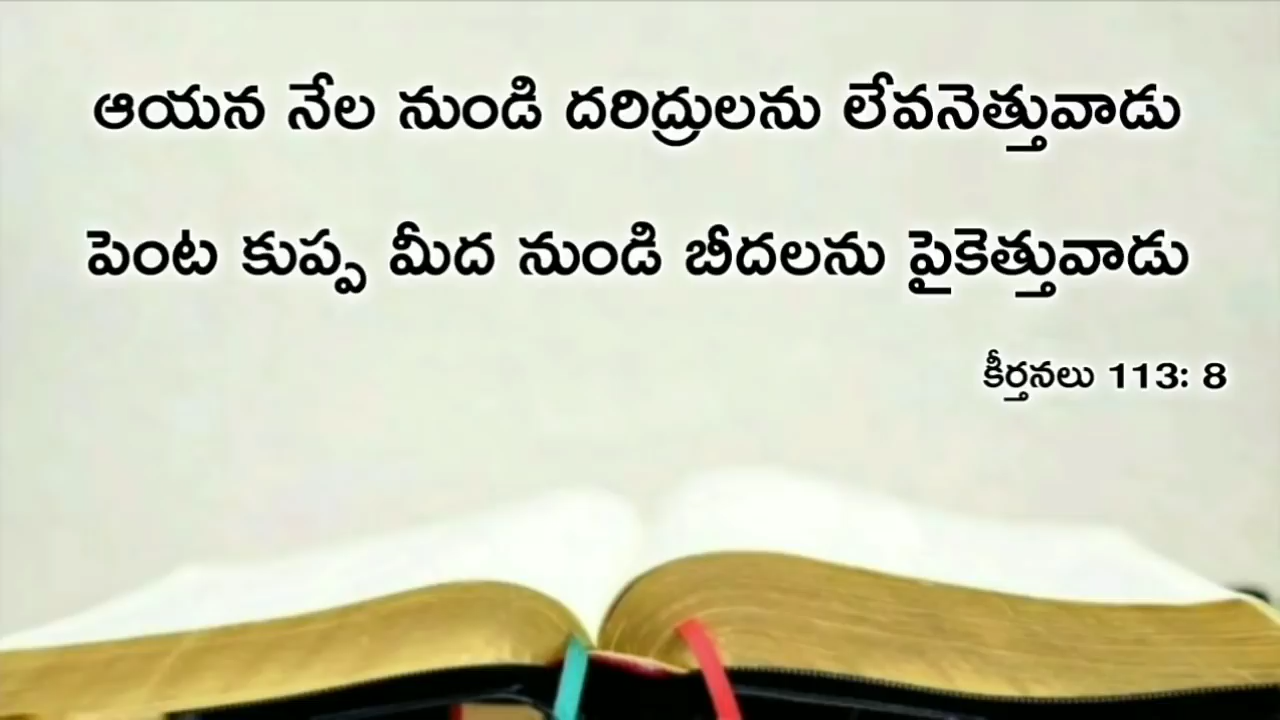 ఆయన నేల నుండి దరిద్రులను లేవనెత్తువాడు
పెంట కుప్ప మీద నుండి బీదలను పైకెత్తువాడు
కీర్తనలు 113: 8